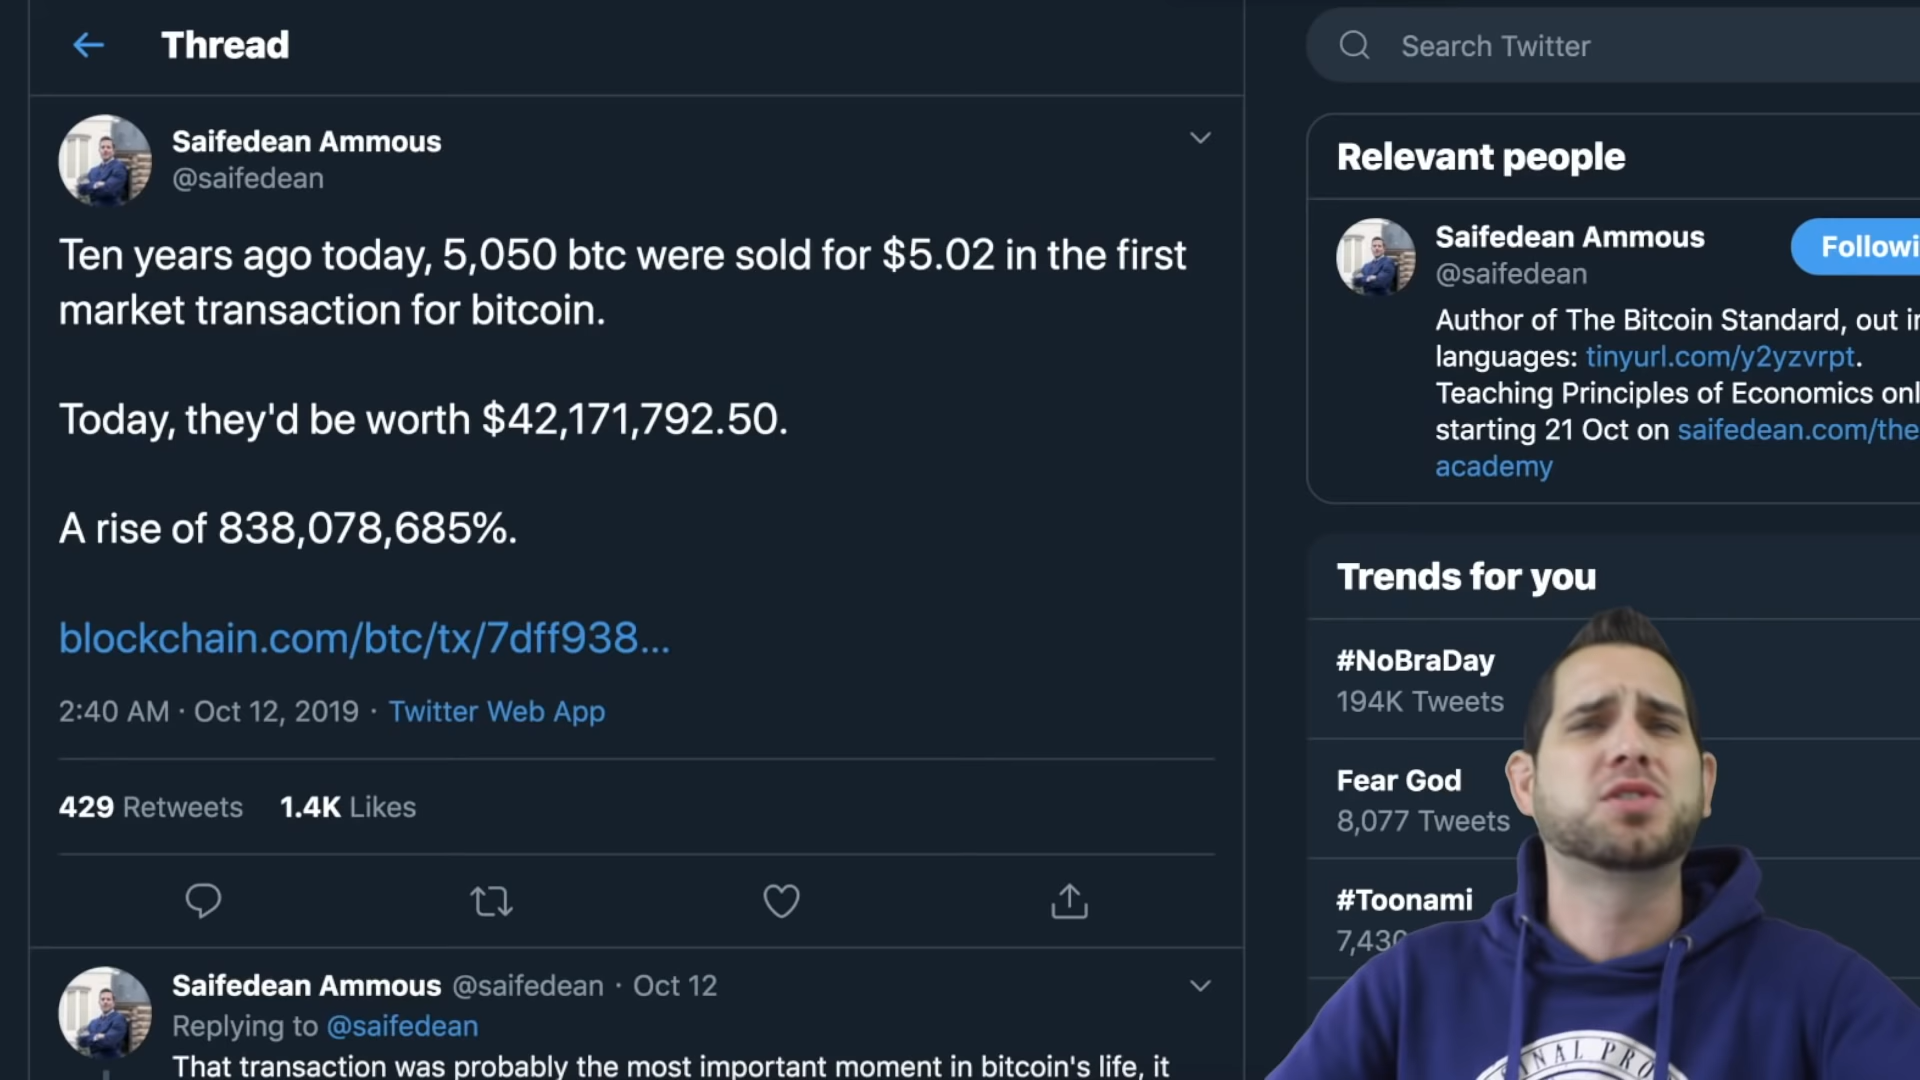 Thread
Saifedean Ammous
@saifedean
Ten years ago today, 5,050 btc were sold for $5.02 in the first
market transaction for bitcoin.
Today, they'd be worth $42,171,792.50.
A rise of 838,078,685%.
blockchain.com/btc/tx/7dff938...
2:40 AM · Oct 12, 2019 · Twitter Web App
429 Retweets 1.4K Likes
Saifedean Ammous @saifedean · Oct 12
Replying to @saifedean
That transaction was probably the most important moment in bitcoin's life, it
Search Twitter
Relevant people
Saifedean Ammous
Followi
@saifedean
Author of The Bitcoin Standard, out in
languages: tinyurl.com/y2yzvrpt.
Teaching Principles of Economics onl
starting 21 Oct on saifedean.com/the
academy
Trends for you
#NoBraDay
194K Tweets
Fear God
8,077 Tweets
#Toonami
7,430